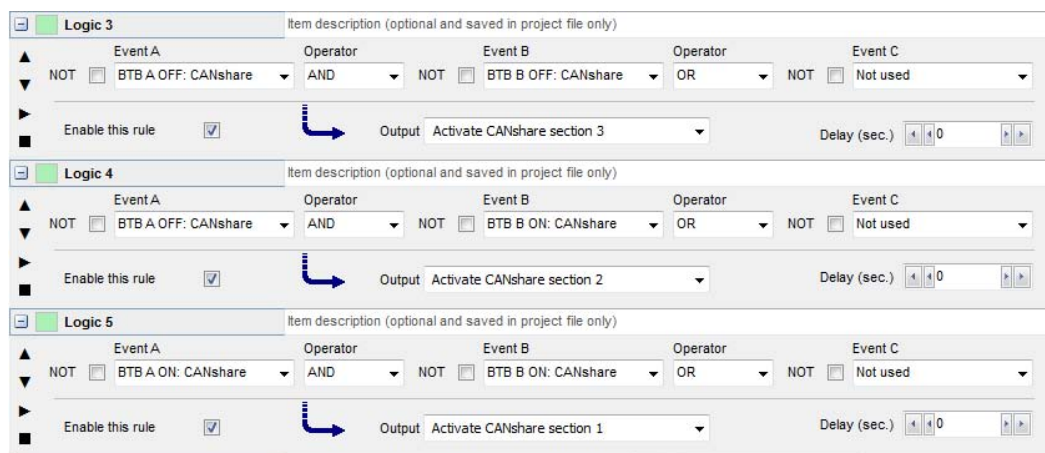 Logic 3 Item description (optional and saved in project file only)
Event A Operator Event B Operator Event C
NOT BTB A OFF: CANshare AND NOT BTB B OFF: CANshare OR NOT Not used
Enable this rule Output Activate CANshare section 3 Delay (sec.) 0
Logic 4 Item description (optional and saved in project file only)
Event A Operator Event B Operator Event C
NOT BTB A OFF: CANshare AND NOT BTB B ON: CANshare OR NOT Not used
Enable this rule Output Activate CANshare section 2 Delay (sec.) 0
Logic 5 Item description (optional and saved in project file only)
Event A Operator Event B Operator Event C
NOT BTB A ON: CANshare AND NOT BTB B ON: CANshare OR NOT Not used
Enable this rule Output Activate CANshare section 1 Delay (sec.) 0